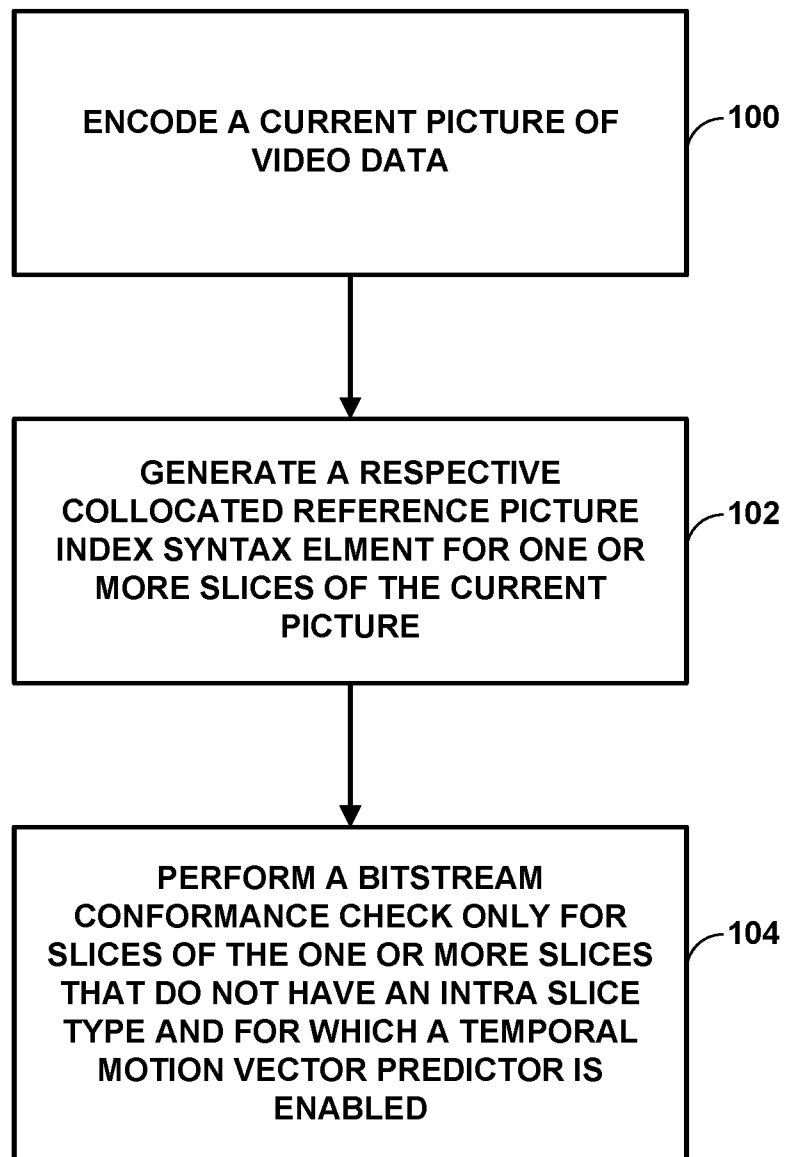 ENCODE A CURRENT PICTURE OF
VIDEO DATA
100
GENERATE A RESPECTIVE
COLLOCATED REFERENCE PICTURE
INDEX SYNTAX ELMENT FOR ONE OR
MORE SLICES OF THE CURRENT
PICTURE
102
PERFORM A BITSTREAM
CONFORMANCE CHECK ONLY FOR
SLICES OF THE ONE OR MORE SLICES
THAT DO NOT HAVE AN INTRA SLICE
TYPE AND FOR WHICH A TEMPORAL
MOTION VECTOR PREDICTOR IS
ENABLED
104